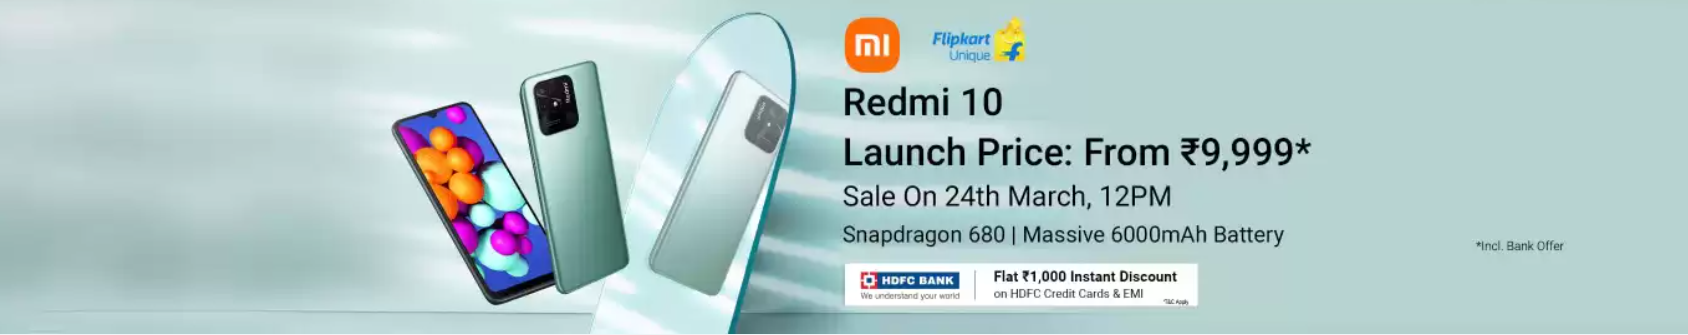 mi
Flipkart
Unique
Redmi 10
Launch Price: From ₹9,999*
Sale On 24th March, 12PM
Snapdragon 680 | Massive 6000mAh Battery
*Incl. Bank Offer
HDFC BANK
We understand your world
Flat ₹1,000 Instant Discount
on HDFC Credit Cards & EMI
*T&C Apply
Redmi